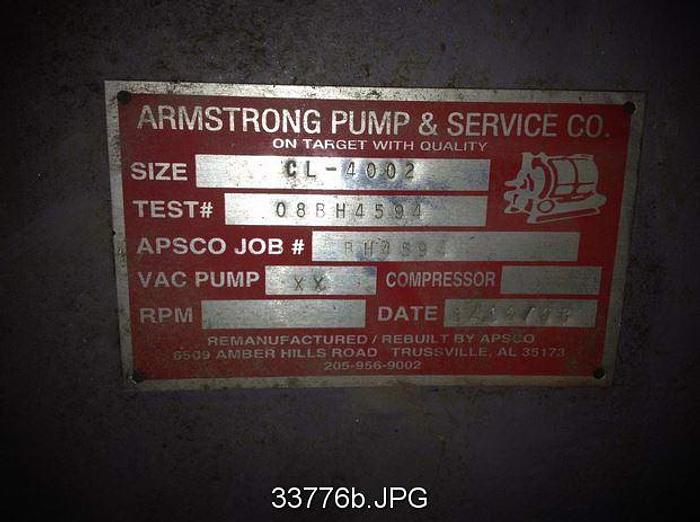 ARMSTRONG PUMP & SERVICE CO.
ON TARGET WITH QUALITY
SIZE CL-4002
TEST# 08BH4594
APSCO JOB # BH4594
VAC PUMP XX COMPRESSOR
RPM DATE
REMANUFACTURED / REBUILT BY APSCO
6509 AMBER HILLS ROAD TRUSSVILLE, AL 35173
205-956-9002
33776b.JPG